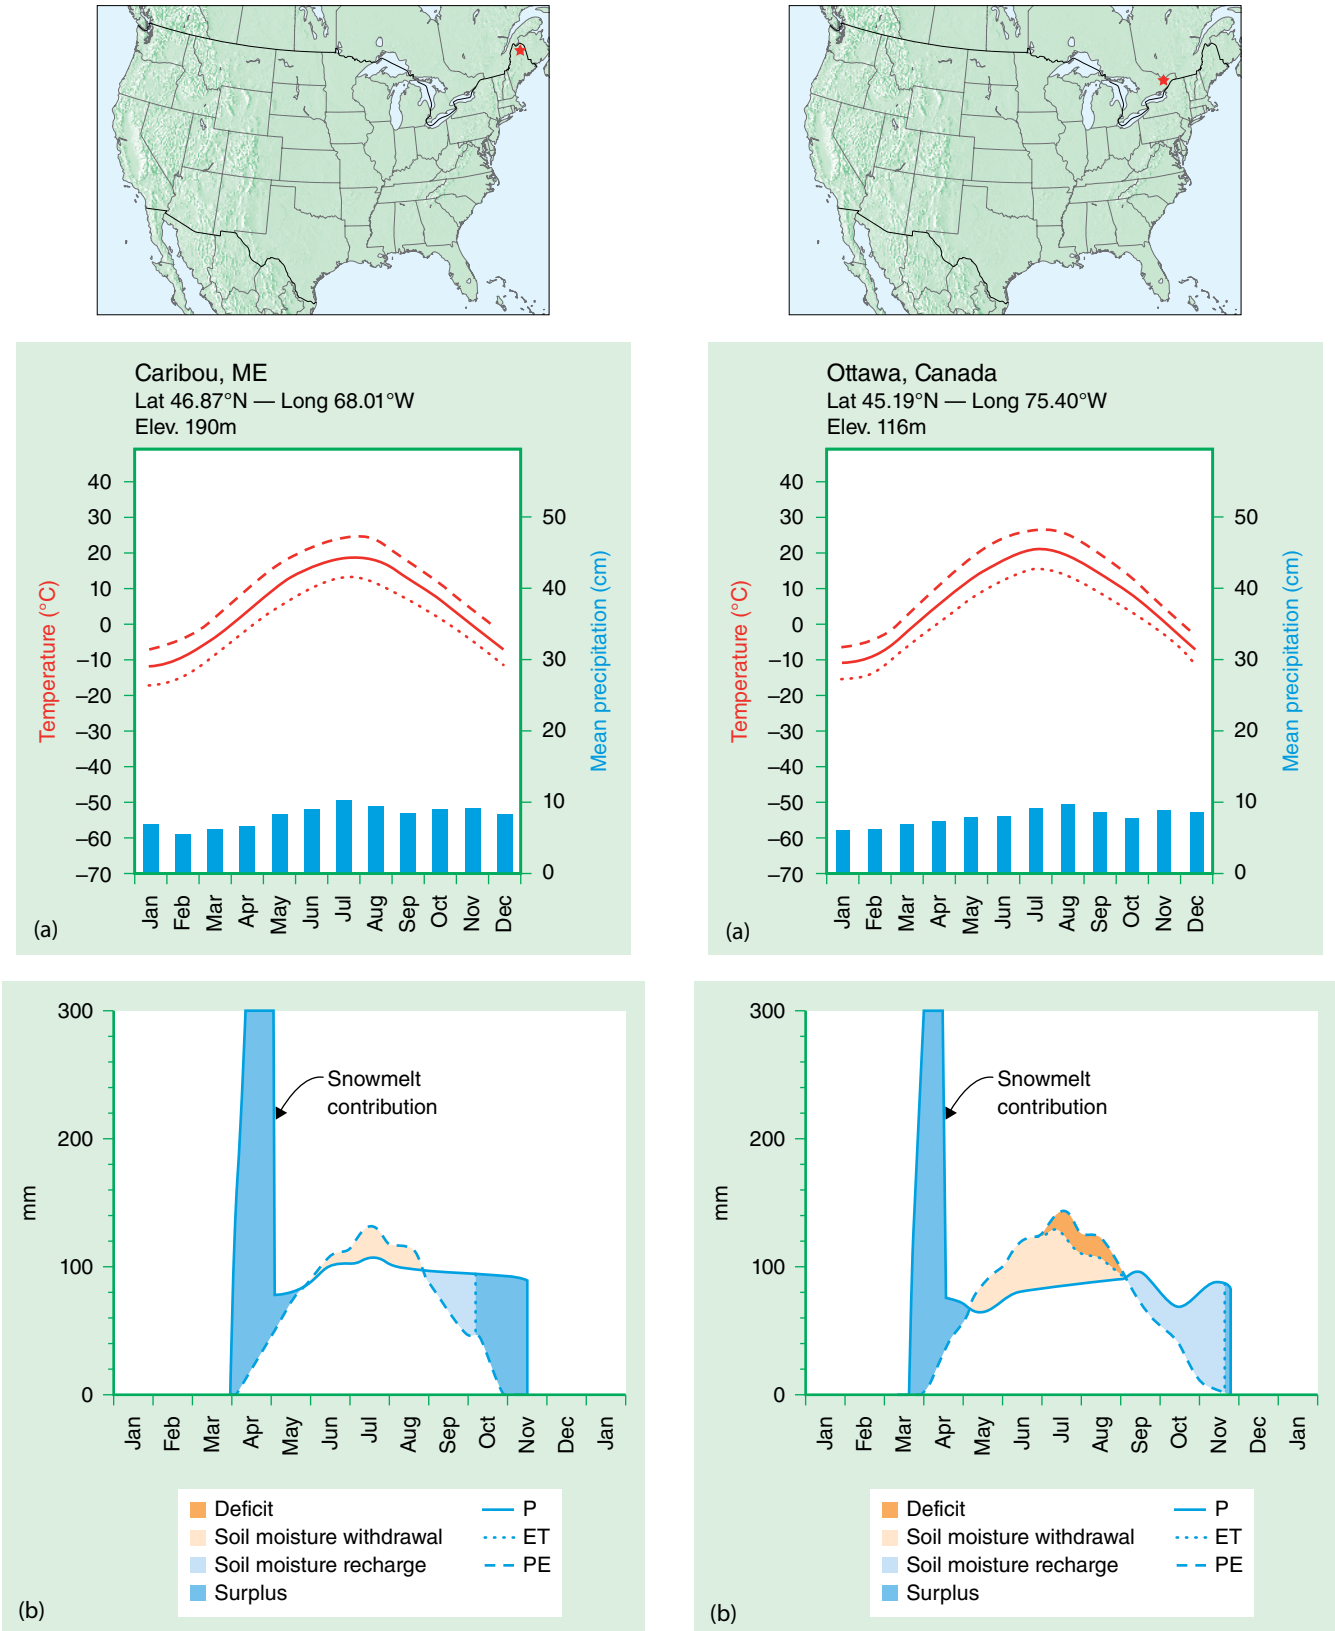 Caribou, ME
Lat 46.87°N — Long 68.01°W
Elev. 190m
Temperature (°C)
40
30
20
10
0
–10
–20
–30
–40
–50
–60
–70
Mean precipitation (cm)
50
40
30
20
10
0
Jan Feb Mar Apr May Jun Jul Aug Sep Oct Nov Dec
(a)
Ottawa, Canada
Lat 45.19°N — Long 75.40°W
Elev. 116m
Temperature (°C)
40
30
20
10
0
–10
–20
–30
–40
–50
–60
–70
Mean precipitation (cm)
50
40
30
20
10
0
Jan Feb Mar Apr May Jun Jul Aug Sep Oct Nov Dec
(a)
300
200
100
0
mm
Snowmelt
contribution
Jan Feb Mar Apr May Jun Jul Aug Sep Oct Nov Dec Jan
Deficit
Soil moisture withdrawal
Soil moisture recharge
Surplus
P
ET
PE
(b)
300
200
100
0
mm
Snowmelt
contribution
Jan Feb Mar Apr May Jun Jul Aug Sep Oct Nov Dec Jan
Deficit
Soil moisture withdrawal
Soil moisture recharge
Surplus
P
ET
PE
(b)